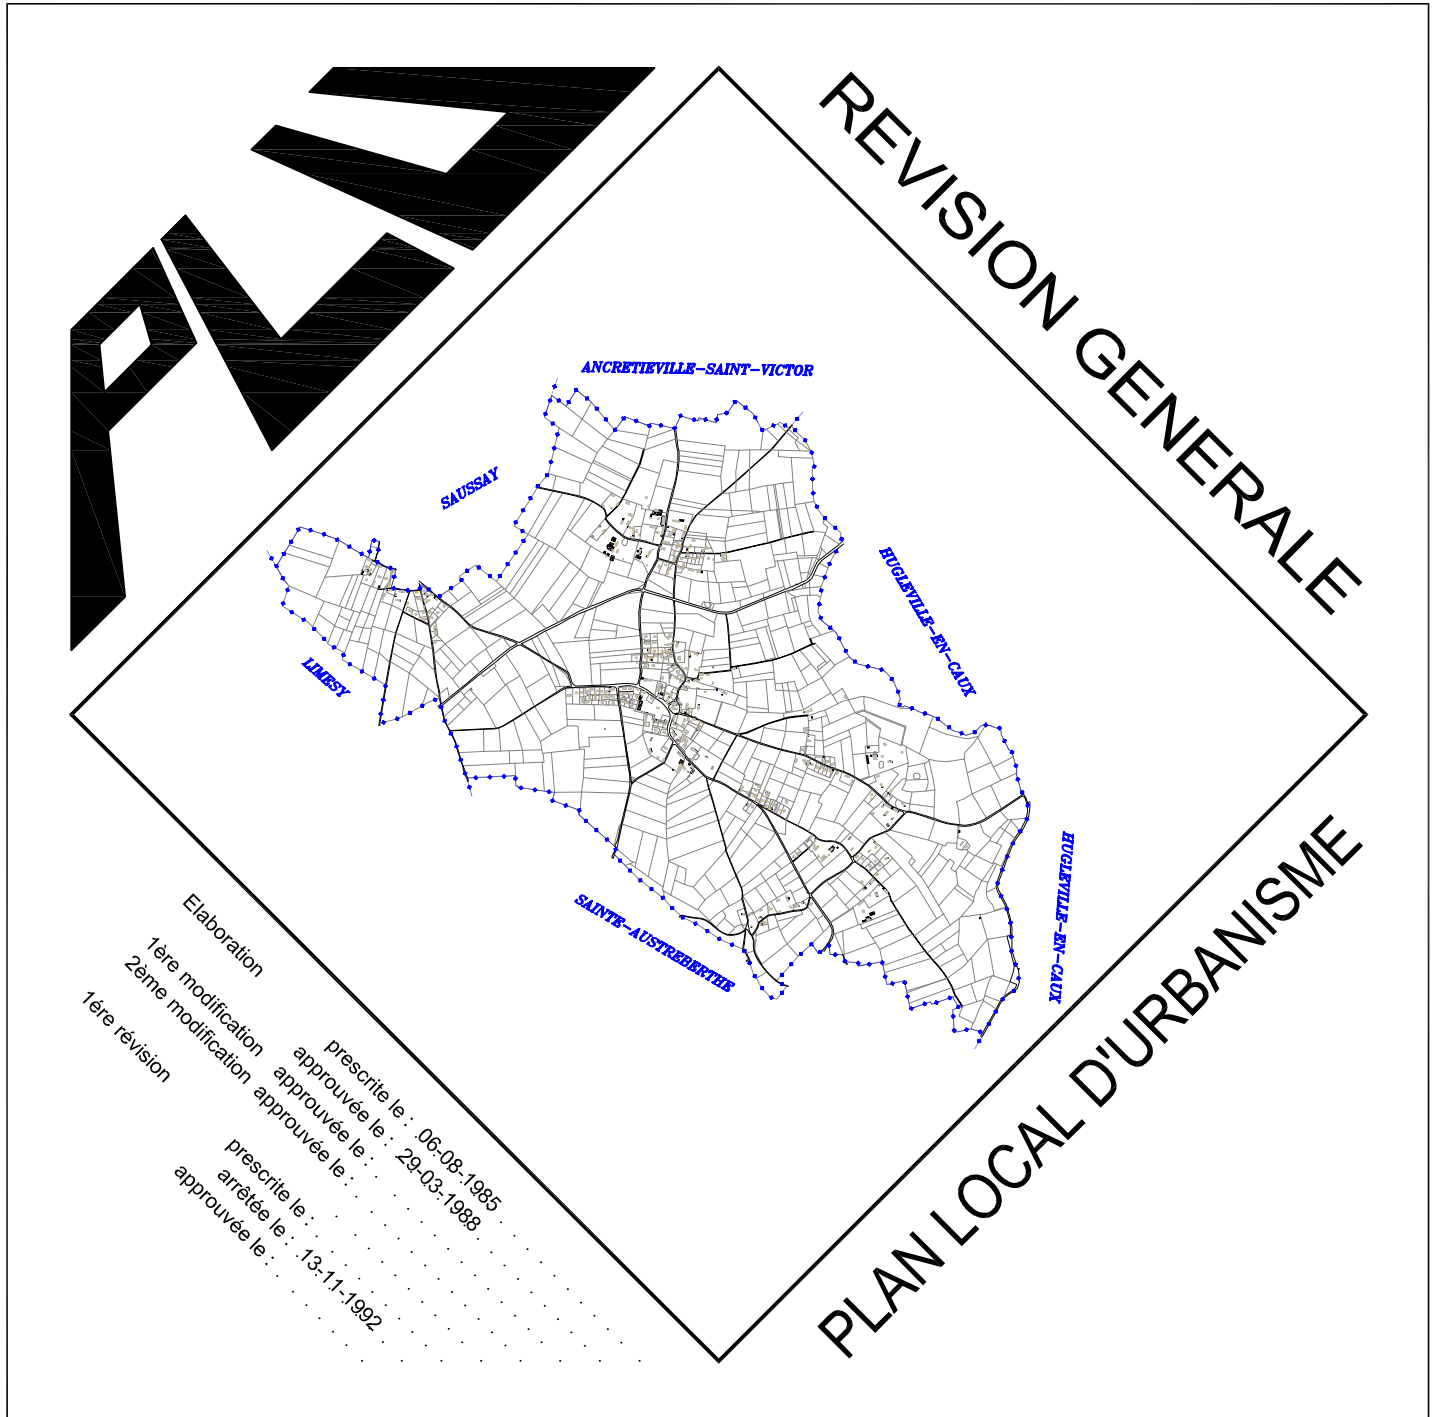 PLU
REVISION GENERALE
ANCRETIEVILLE-SAINT-VICTOR
SAUSSAY
HUGLEVILLE-EN-CAUX
LIMESY
HUGLEVILLE-EN-CAUX
SAINTE-AUSTREBERTHE
PLAN LOCAL D'URBANISME
Elaboration
prescrite le : 06-08-1985
approuvée le : 29-03-1988
1ère modification approuvée le :
2ème modification approuvée le :
1ére révision
prescrite le :
arrêtée le : 13-11-1992
approuvée le :